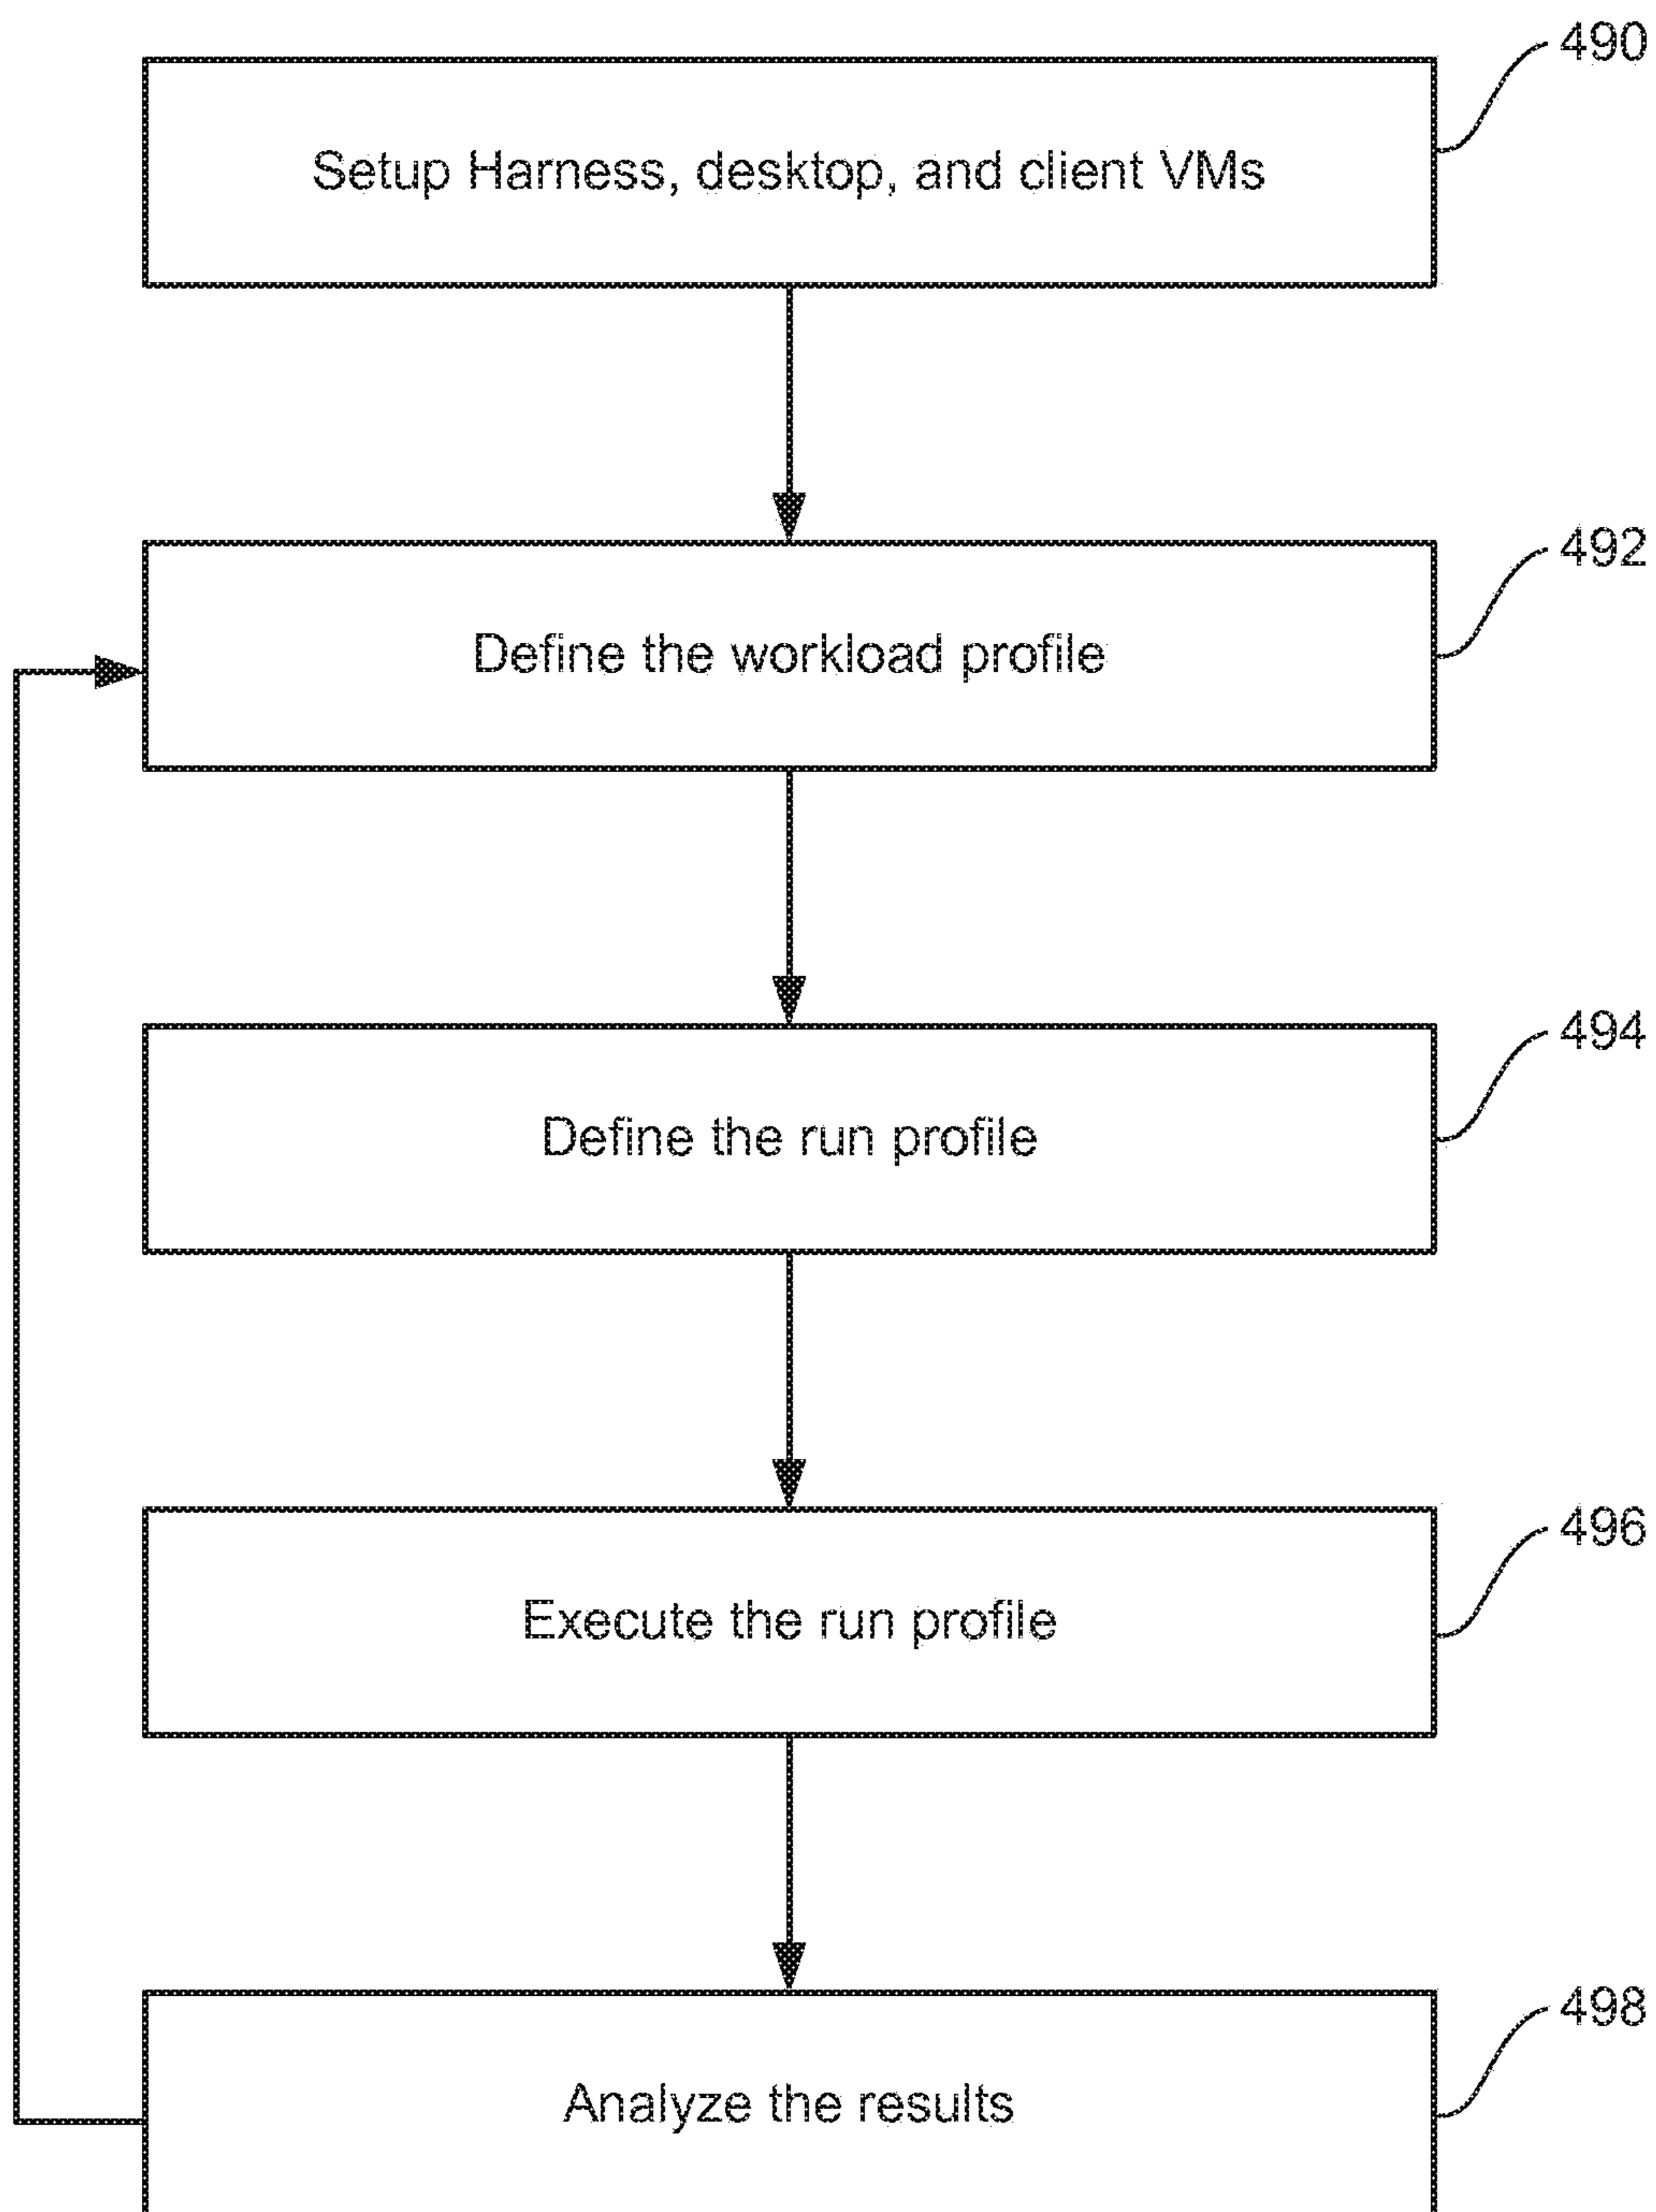 490
Setup Harness, desktop, and client VMs
492
Define the workload profile
494
Define the run profile
496
Execute the run profile
498
Analyze the results